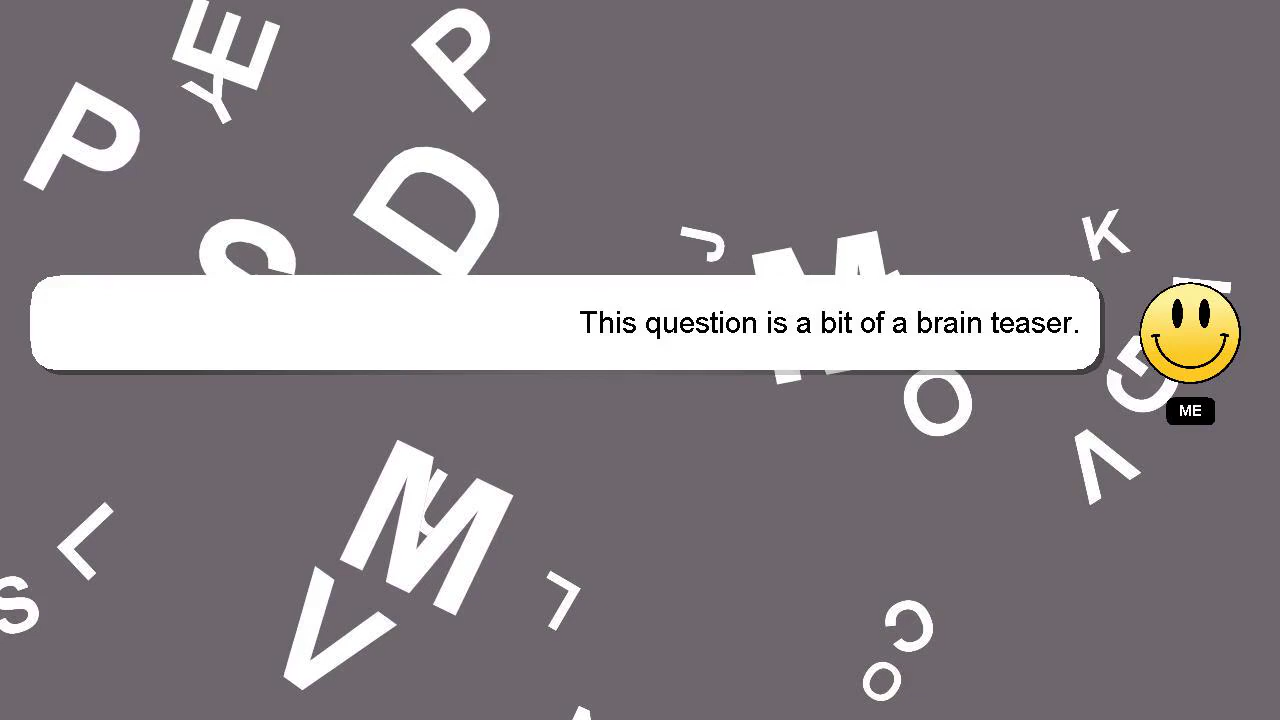 P
E
Y
P
S
D
J
M
K
This question is a bit of a brain teaser.
G
ME
O
V
M
L
S
V
L
C
O